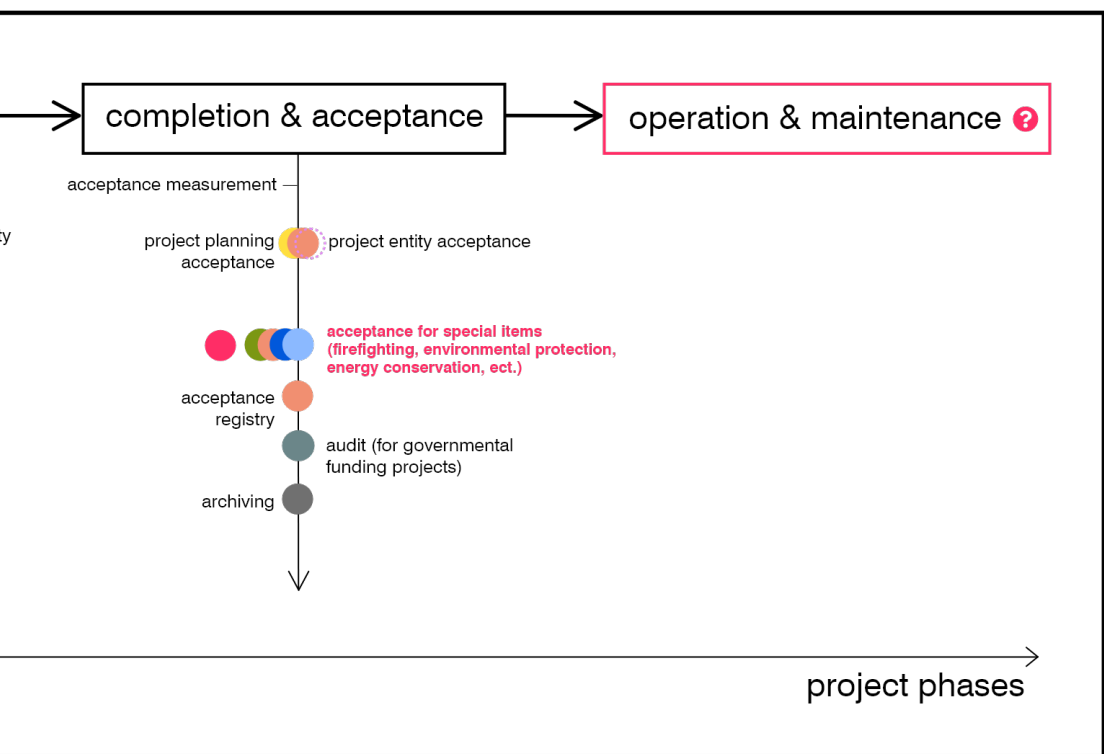 completion & acceptance
operation & maintenance ?
acceptance measurement
ty
project planning
acceptance
project entity acceptance
acceptance for special items
(firefighting, environmental protection,
energy conservation, ect.)
acceptance
registry
audit (for governmental
funding projects)
archiving
project phases